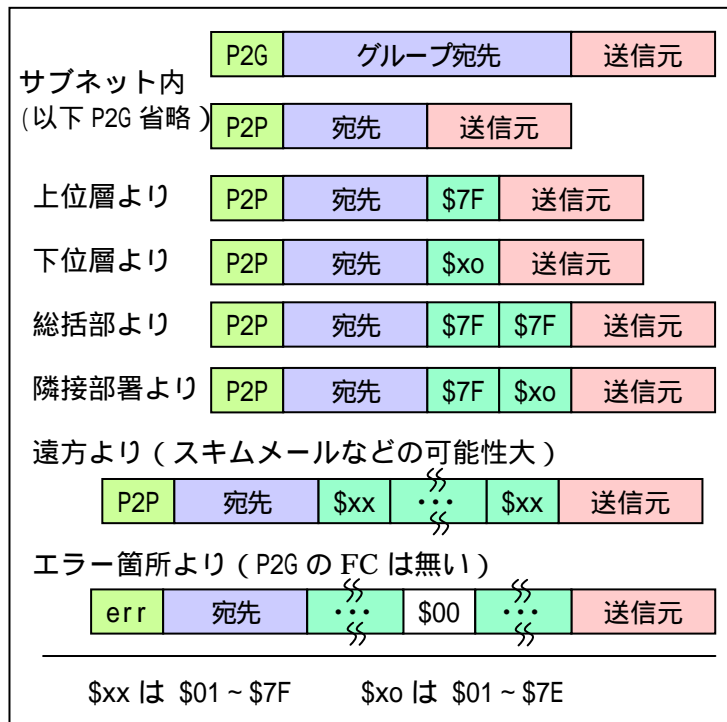 P2G グループ宛先 送信元
サブネット内
(以下 P2G 省略)
P2P 宛先 送信元
上位層より P2P 宛先 $7F 送信元
下位層より P2P 宛先 $xo 送信元
総括部より P2P 宛先 $7F $7F 送信元
隣接部署より P2P 宛先 $7F $xo 送信元
遠方より(スキムメールなどの可能性大)
P2P 宛先 $xx ・・・ $xx 送信元
エラー箇所より(P2G の FC は無い)
err 宛先 ・・・ $00 ・・・ 送信元
$xx は $01~$7F $xo は $01~$7E